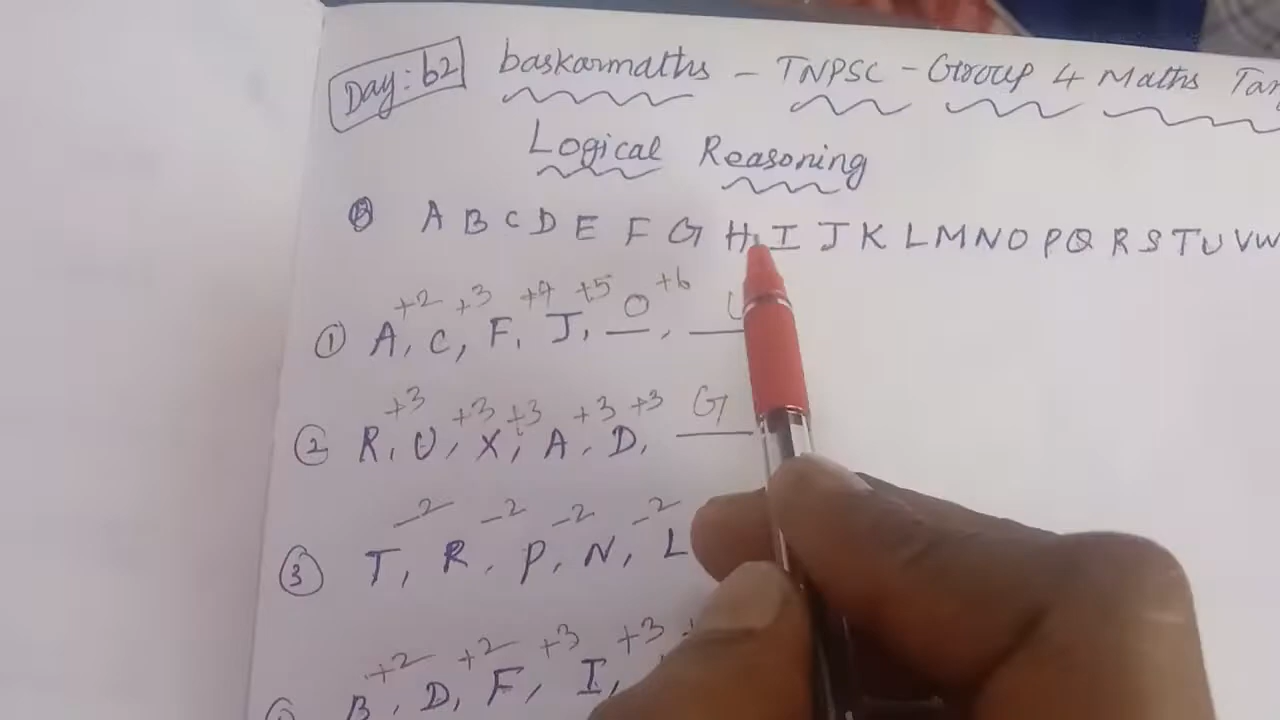 Day: 62 baskarmaths - TNPSC - Group 4 Maths
Logical Reasoning
A B C D E F G H I J K L M N O P Q R S T U V W
+2 +3 +4 +5 +6
① A, C, F, J, O,
+3 +3 +3 +3 +3
② R, U, X, A, D, G
-2 -2 -2 -2
③ T, R, P, N, L
+2 +2 +3 +3
B, D, F, I,